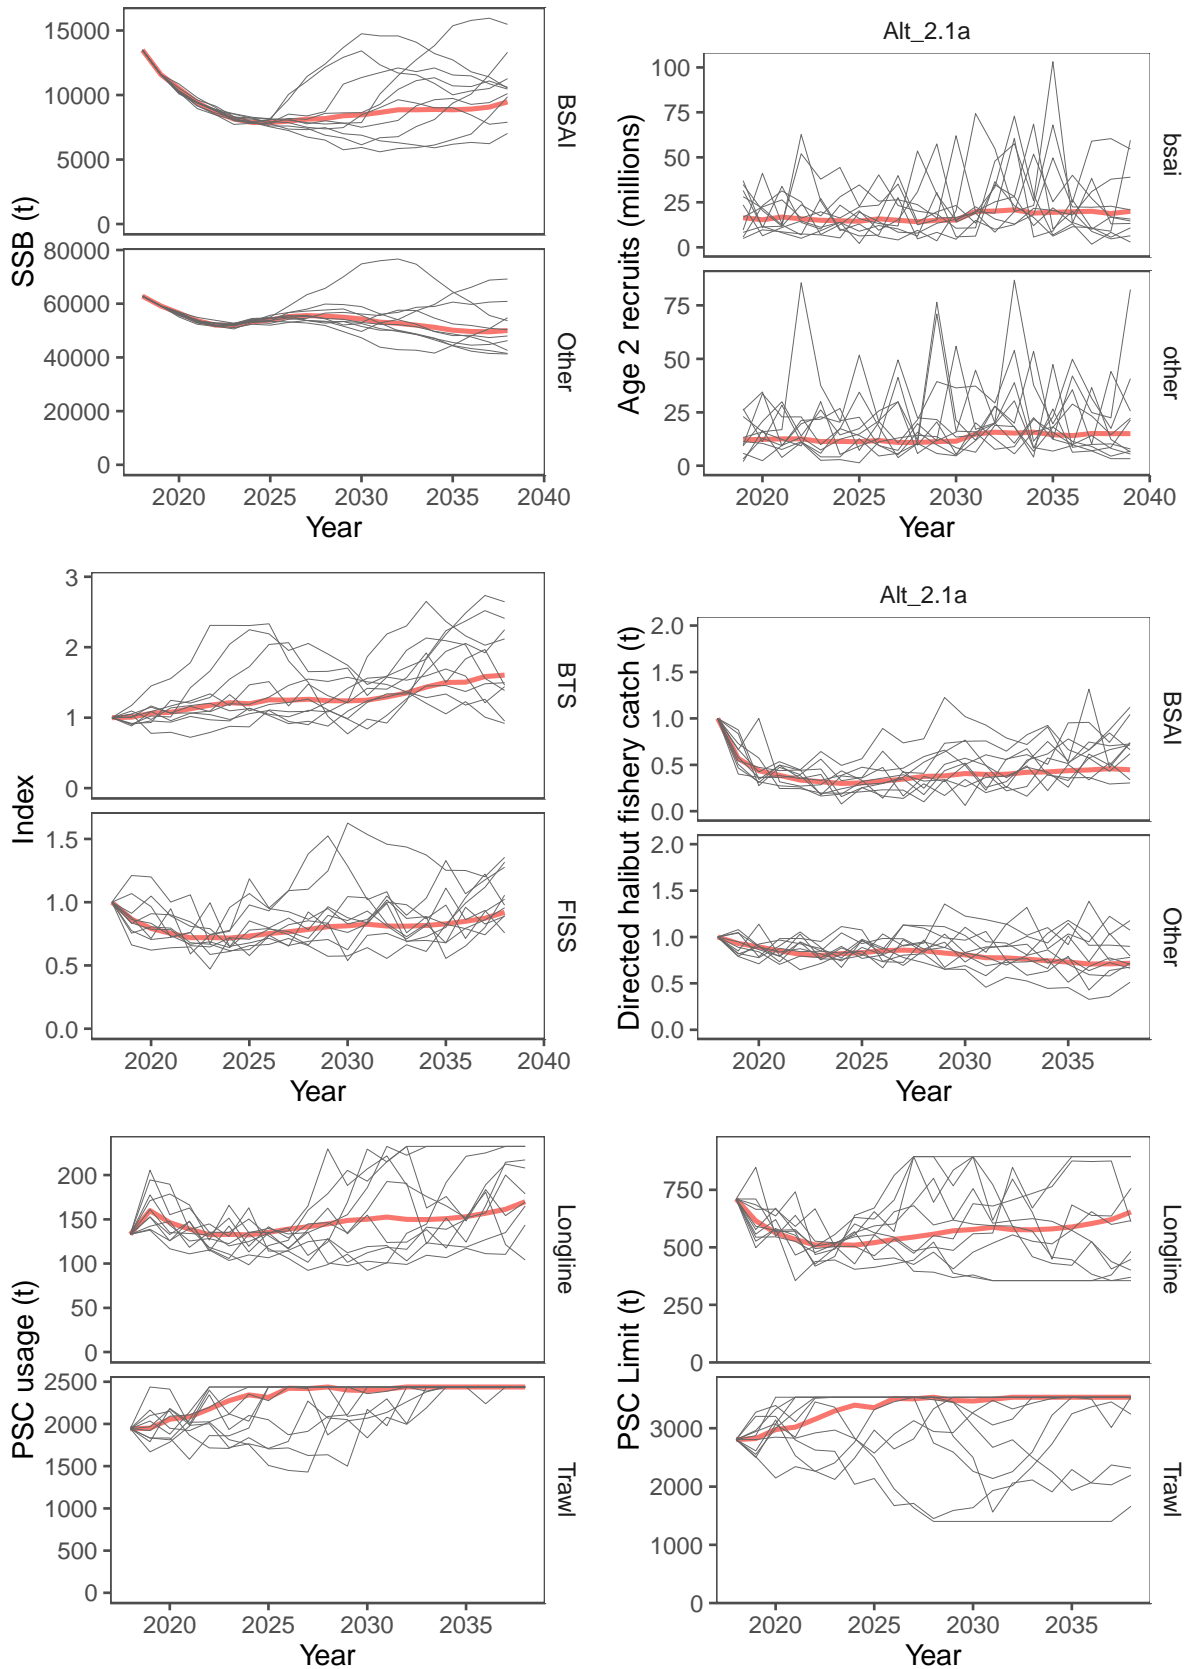 SSB (t)
15000
10000
5000
0
BSAI
80000
60000
40000
20000
0
Other
2020 2025 2030 2035 2040
Year
Alt_2.1a
Age 2 recruits (millions)
100
75
50
25
0
bsai
75
50
25
0
other
2020 2025 2030 2035 2040
Year
Index
3
2
1
0
BTS
1.5
1.0
0.5
0.0
FISS
2020 2025 2030 2035 2040
Year
Alt_2.1a
Directed halibut fishery catch (t)
2.0
1.5
1.0
0.5
0.0
BSAI
2.0
1.5
1.0
0.5
0.0
Other
2020 2025 2030 2035
Year
PSC usage (t)
200
150
100
50
0
Longline
2500
2000
1500
1000
500
0
Trawl
2020 2025 2030 2035
Year
PSC Limit (t)
750
500
250
0
Longline
3000
2000
1000
0
Trawl
2020 2025 2030 2035
Year